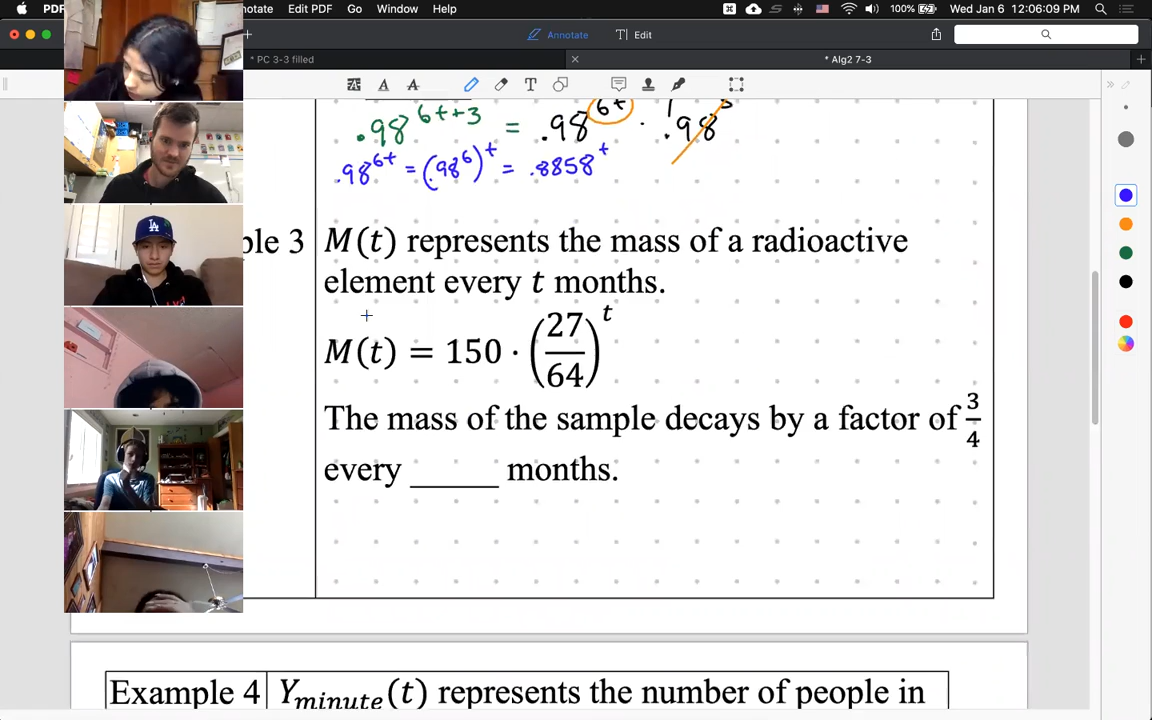 PDF
notate Edit PDF Go Window Help
100%
Wed Jan 6 12:06:09 PM
Annotate
Edit
* PC 3-3 filled
* Alg2 7-3
.98^{6t+3} = .98^{6t} · .98^{3}
.98^{6t} = (98^{6})^{t} = .8858^{t}
ble 3
M(t) represents the mass of a radioactive
element every t months.
M(t) = 150 · (27/64)^t
The mass of the sample decays by a factor of 3/4
every _____ months.
Example 4
Y_minute(t) represents the number of people in